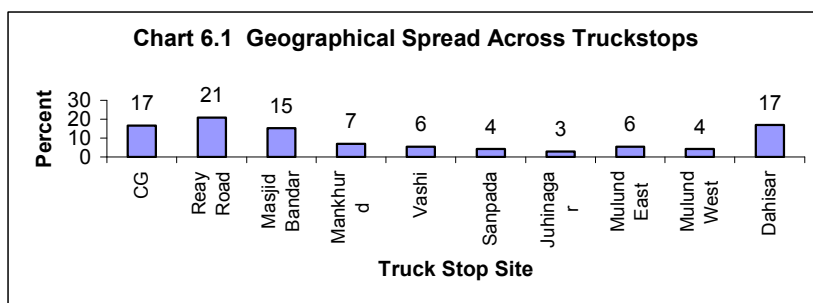 Chart 6.1 Geographical Spread Across Truckstops
Percent
30
20
10
0
17
21
15
7
6
4
3
6
4
17
CG
Reay
Road
Masjid
Bandar
Mankhur
d
Vashi
Sanpada
Juhinaga
r
Mulund
East
Mulund
West
Dahisar
Truck Stop Site